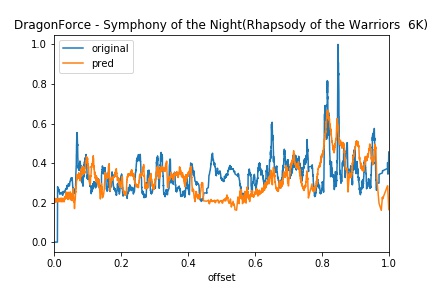 DragonForce - Symphony of the Night(Rhapsody of the Warriors  6K)
original
pred
1.0
0.8
0.6
0.4
0.2
0.0
0.0 0.2 0.4 0.6 0.8 1.0
offset